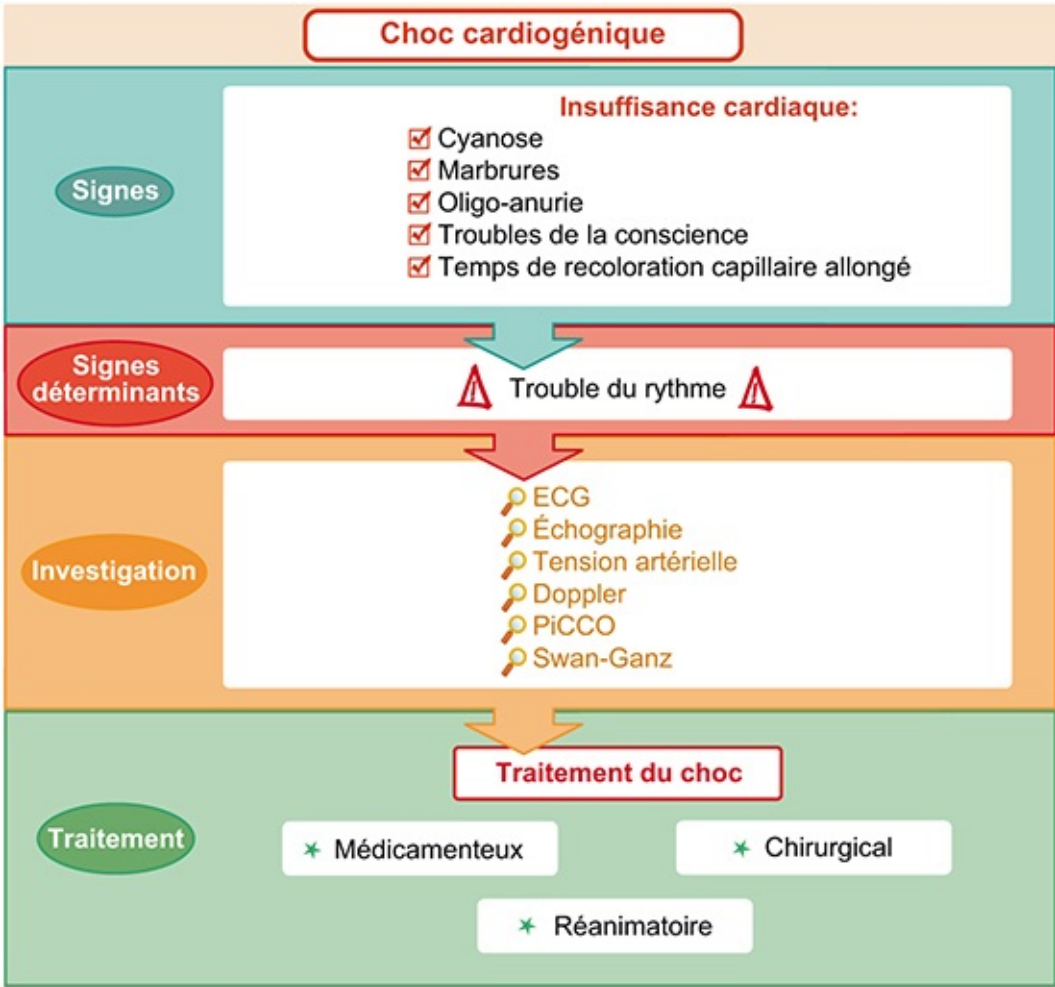 Choc cardiogénique
Signes
Insuffisance cardiaque:
Cyanose
Marbrures
Oligo-anurie
Troubles de la conscience
Temps de recoloration capillaire allongé
Signes
déterminants
Trouble du rythme
Investigation
ECG
Échographie
Tension artérielle
Doppler
PiCCO
Swan-Ganz
Traitement
Traitement du choc
Médicamenteux
Chirurgical
Réanimatoire